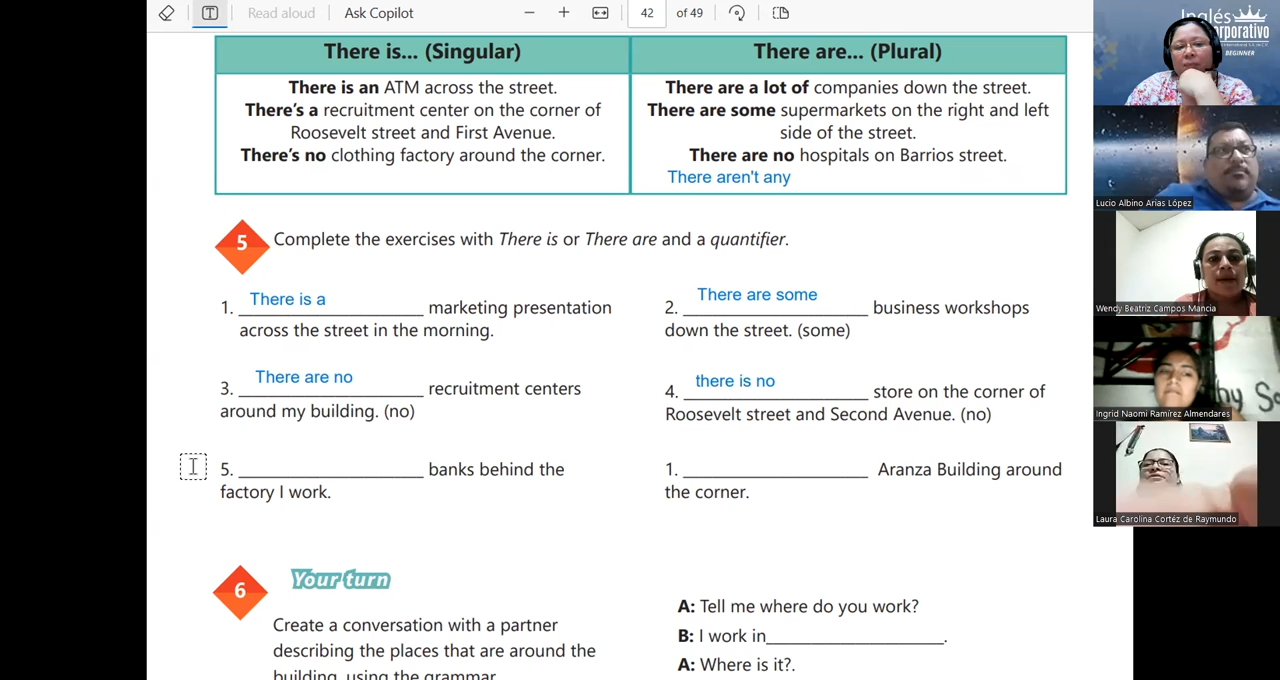 Read aloud
Ask Copilot
42
of 49
There is... (Singular)
There are... (Plural)
There is an ATM across the street.
There's a recruitment center on the corner of
Roosevelt street and First Avenue.
There's no clothing factory around the corner.
There are a lot of companies down the street.
There are some supermarkets on the right and left
side of the street.
There are no hospitals on Barrios street.
There aren't any
5
Complete the exercises with There is or There are and a quantifier.
1. There is a marketing presentation
across the street in the morning.
2. There are some business workshops
down the street. (some)
3. There are no recruitment centers
around my building. (no)
4. there is no store on the corner of
Roosevelt street and Second Avenue. (no)
5. ____________________ banks behind the
factory I work.
1. ____________________ Aranza Building around
the corner.
6
Your turn
Create a conversation with a partner
describing the places that are around the
building, using the grammar
A: Tell me where do you work?
B: I work in____________________.
A: Where is it?.
Inglés
BEGINNER
Lucio Albino Arias López
Wendy Beatriz Campos Mancia
Ingrid Naomi Ramírez Almendares
Laura Carolina Cortéz de Raymundo